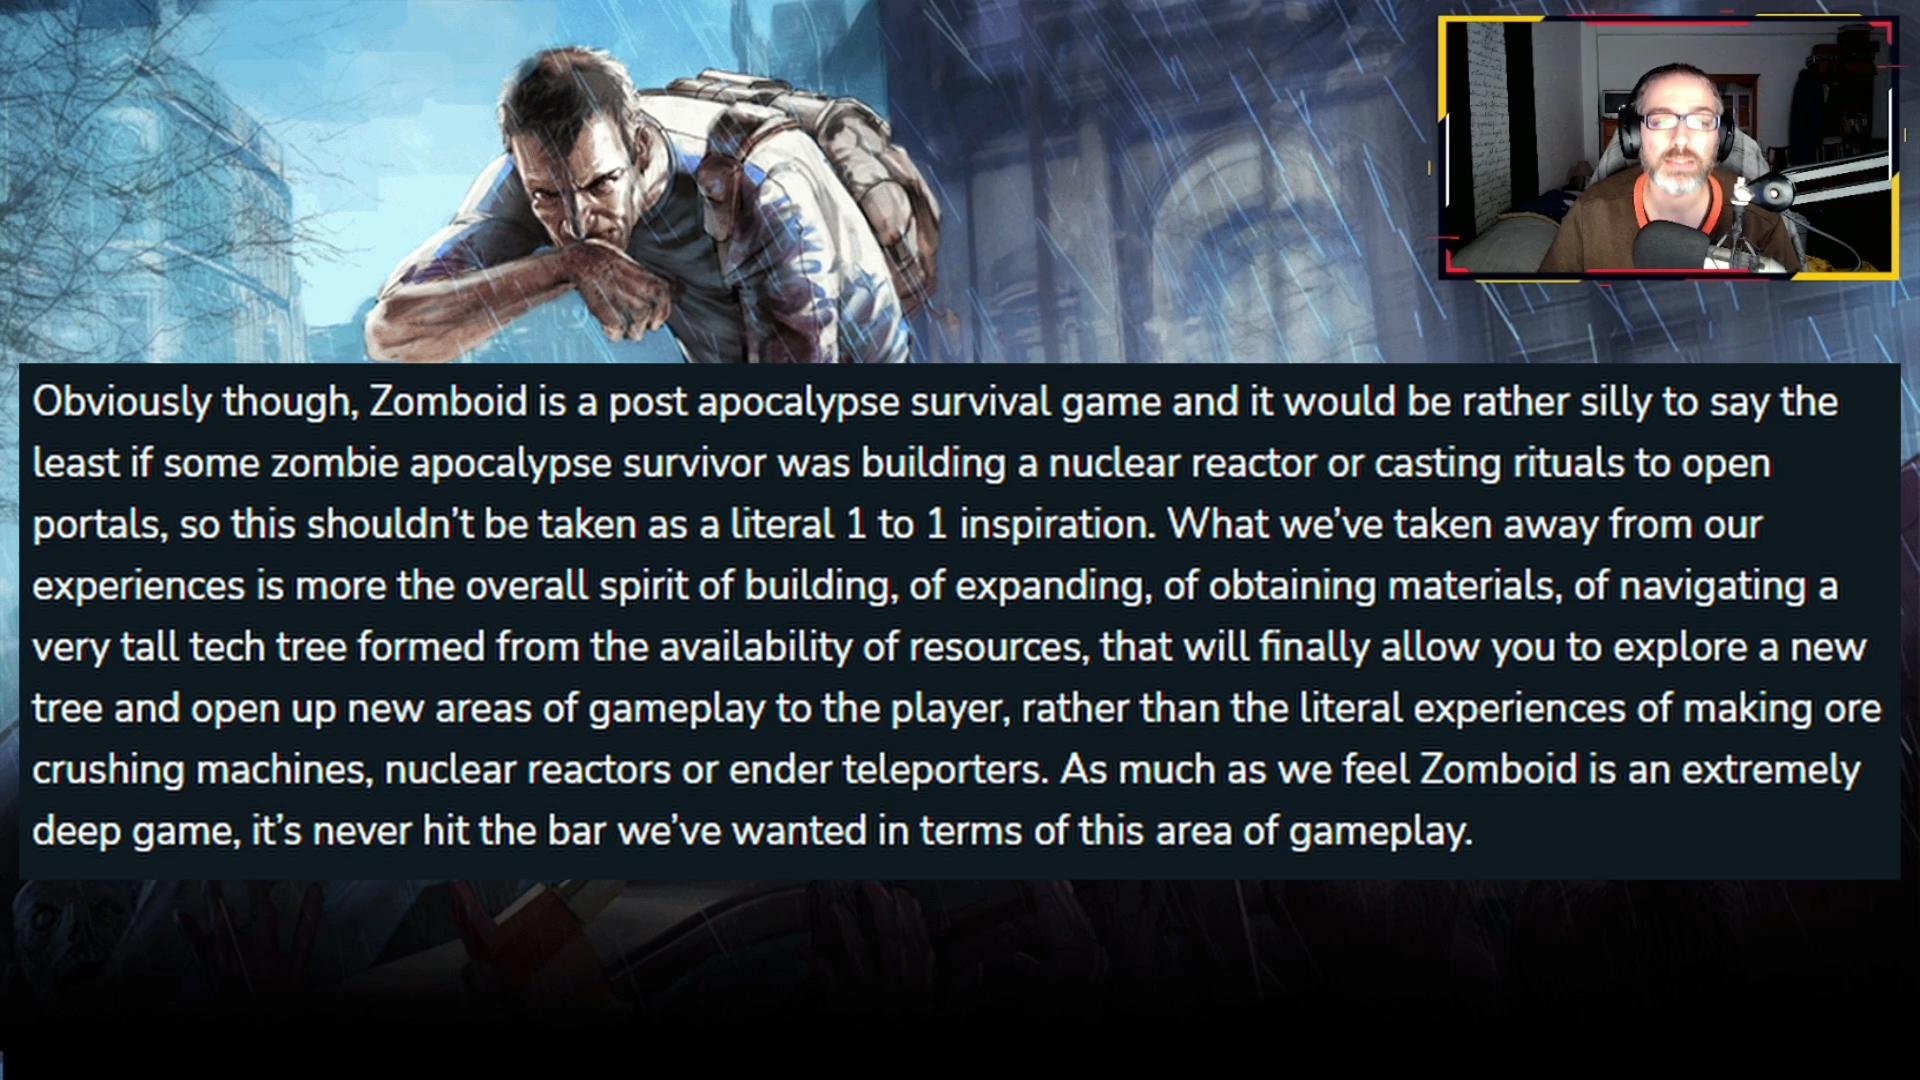 Obviously though, Zomboid is a post apocalypse survival game and it would be rather silly to say the
least if some zombie apocalypse survivor was building a nuclear reactor or casting rituals to open
portals, so this shouldn’t be taken as a literal 1 to 1 inspiration. What we’ve taken away from our
experiences is more the overall spirit of building, of expanding, of obtaining materials, of navigating a
very tall tech tree formed from the availability of resources, that will finally allow you to explore a new
tree and open up new areas of gameplay to the player, rather than the literal experiences of making ore
crushing machines, nuclear reactors or ender teleporters. As much as we feel Zomboid is an extremely
deep game, it’s never hit the bar we’ve wanted in terms of this area of gameplay.